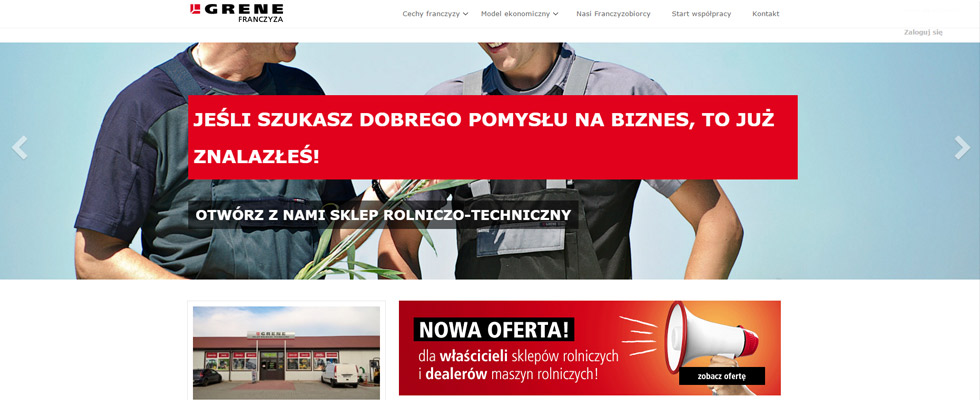 GRENE
FRANCZYZA
Cechy franczyzy Model ekonomiczny Nasi Franczyzobiorcy Start współpracy Kontakt
Zaloguj się
JEŚLI SZUKASZ DOBREGO POMYSŁU NA BIZNES, TO JUŻ
ZNALAZŁEŚ!
OTWÓRZ Z NAMI SKLEP ROLNICZO-TECHNICZNY
GRENE
NOWA OFERTA!
dla właścicieli sklepów rolniczych
i dealerów maszyn rolniczych!
zobacz ofertę